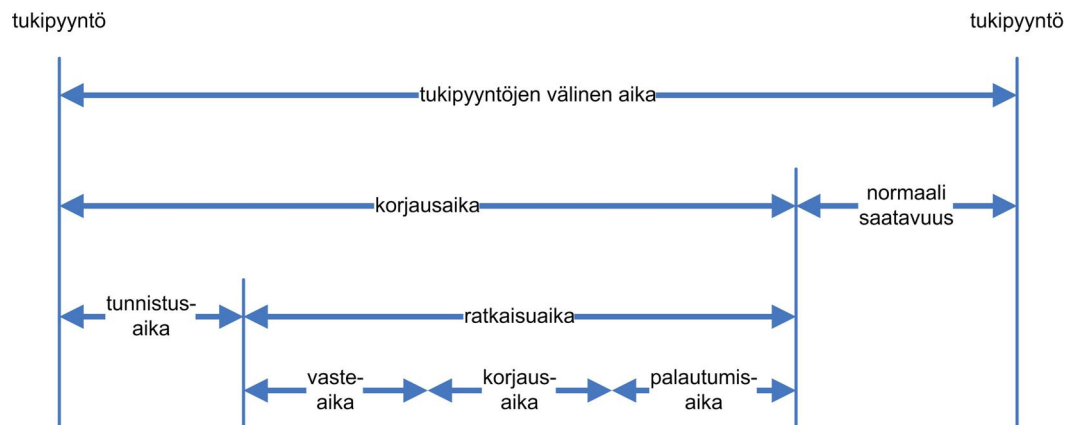 tukipyyntö
tukipyyntö
tukipyyntöjen välinen aika
korjausaika
normaali
saatavuus
tunnistus-
aika
ratkaisuaika
vaste-
aika
korjaus-
aika
palautumis-
aika